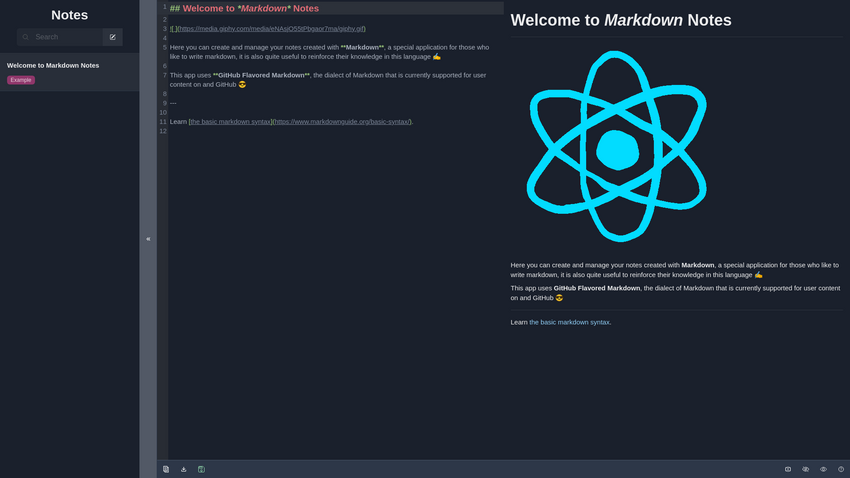 Notes
Search
Welcome to Markdown Notes
Example
«
1 ## Welcome to *Markdown* Notes
2
3 ![ ](https://media.giphy.com/media/eNAsjO55tPbgaor7ma/giphy.gif)
4
5 Here you can create and manage your notes created with **Markdown**, a special application for those who
like to write markdown, it is also quite useful to reinforce their knowledge in this language ✍️
6
7 This app uses **GitHub Flavored Markdown**, the dialect of Markdown that is currently supported for user
content on and GitHub 😎
8
9 ---
10
11 Learn [the basic markdown syntax](https://www.markdownguide.org/basic-syntax/).
12
Welcome to Markdown Notes
Here you can create and manage your notes created with Markdown, a special application for those who like to
write markdown, it is also quite useful to reinforce their knowledge in this language ✍️
This app uses GitHub Flavored Markdown, the dialect of Markdown that is currently supported for user content
on and GitHub 😎
Learn the basic markdown syntax.